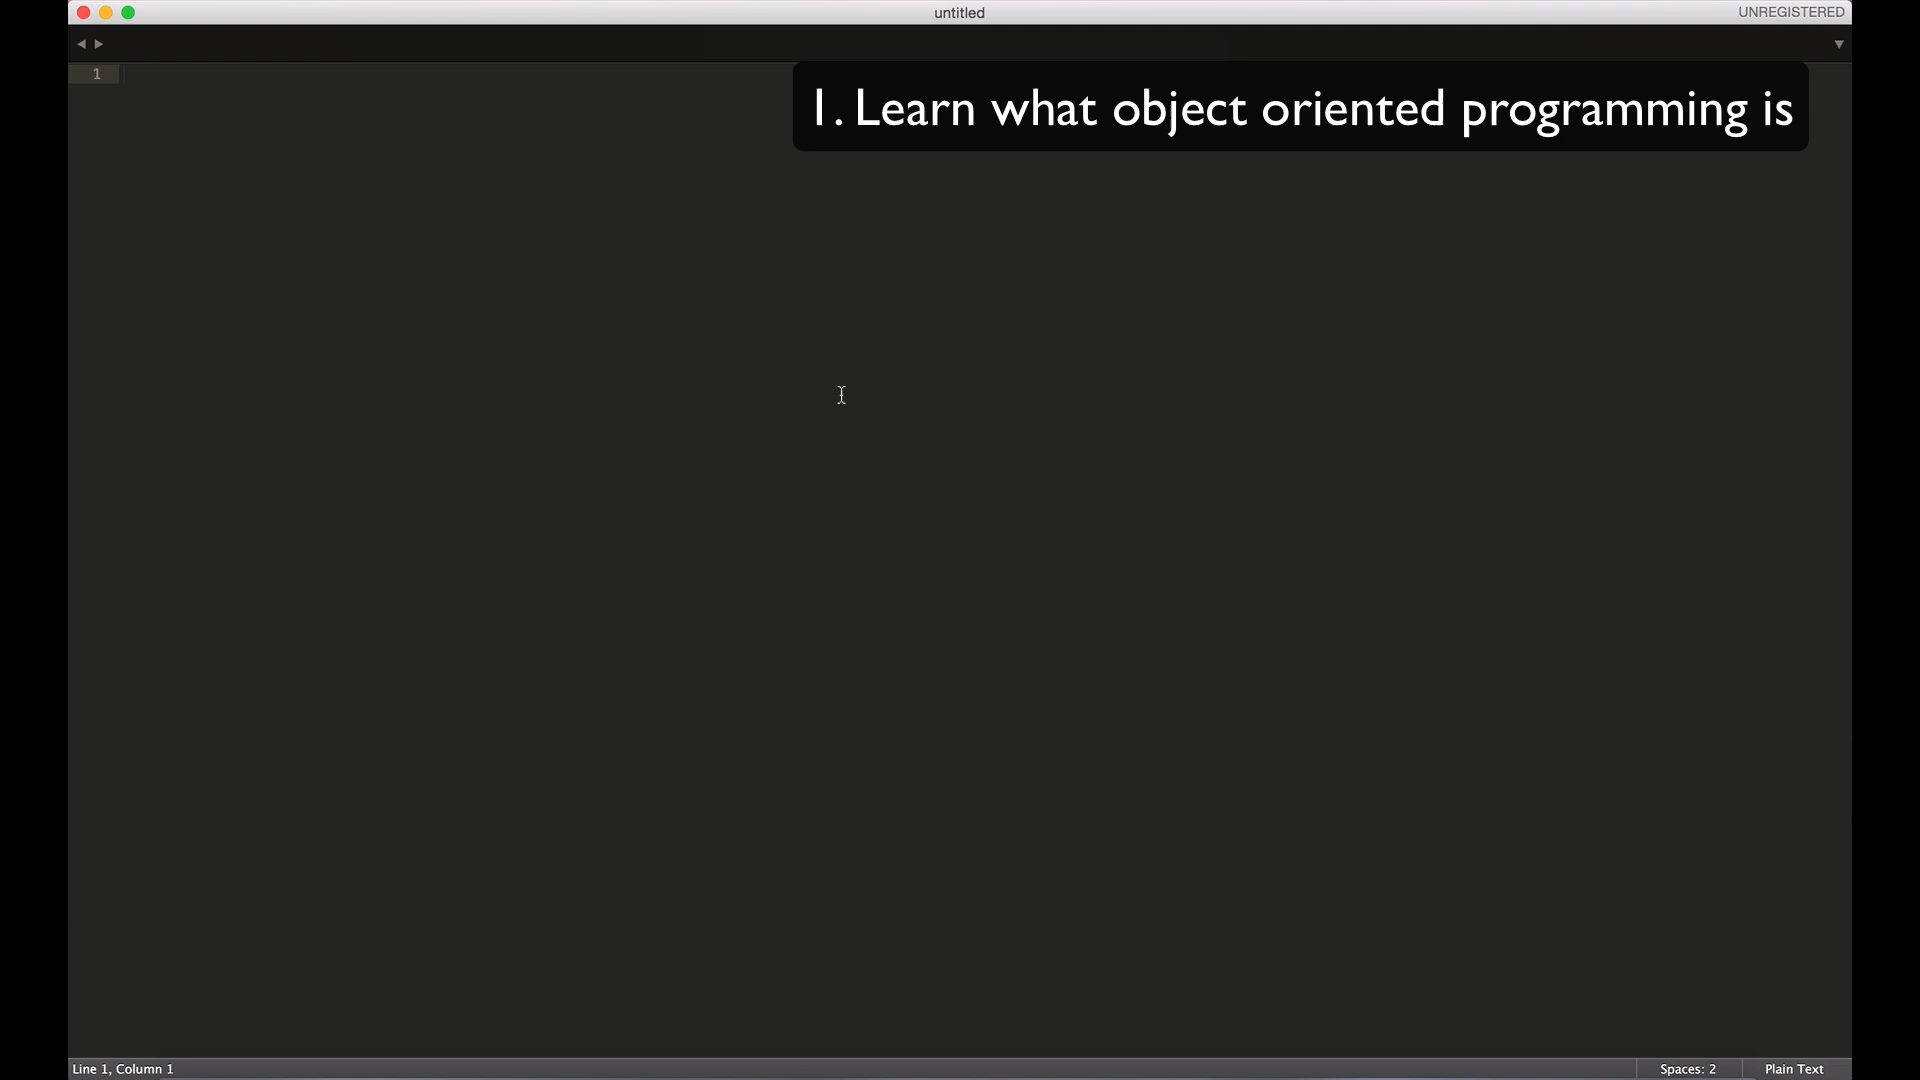 untitled
UNREGISTERED
1
1. Learn what object oriented programming is
Line 1, Column 1
Spaces: 2
Plain Text